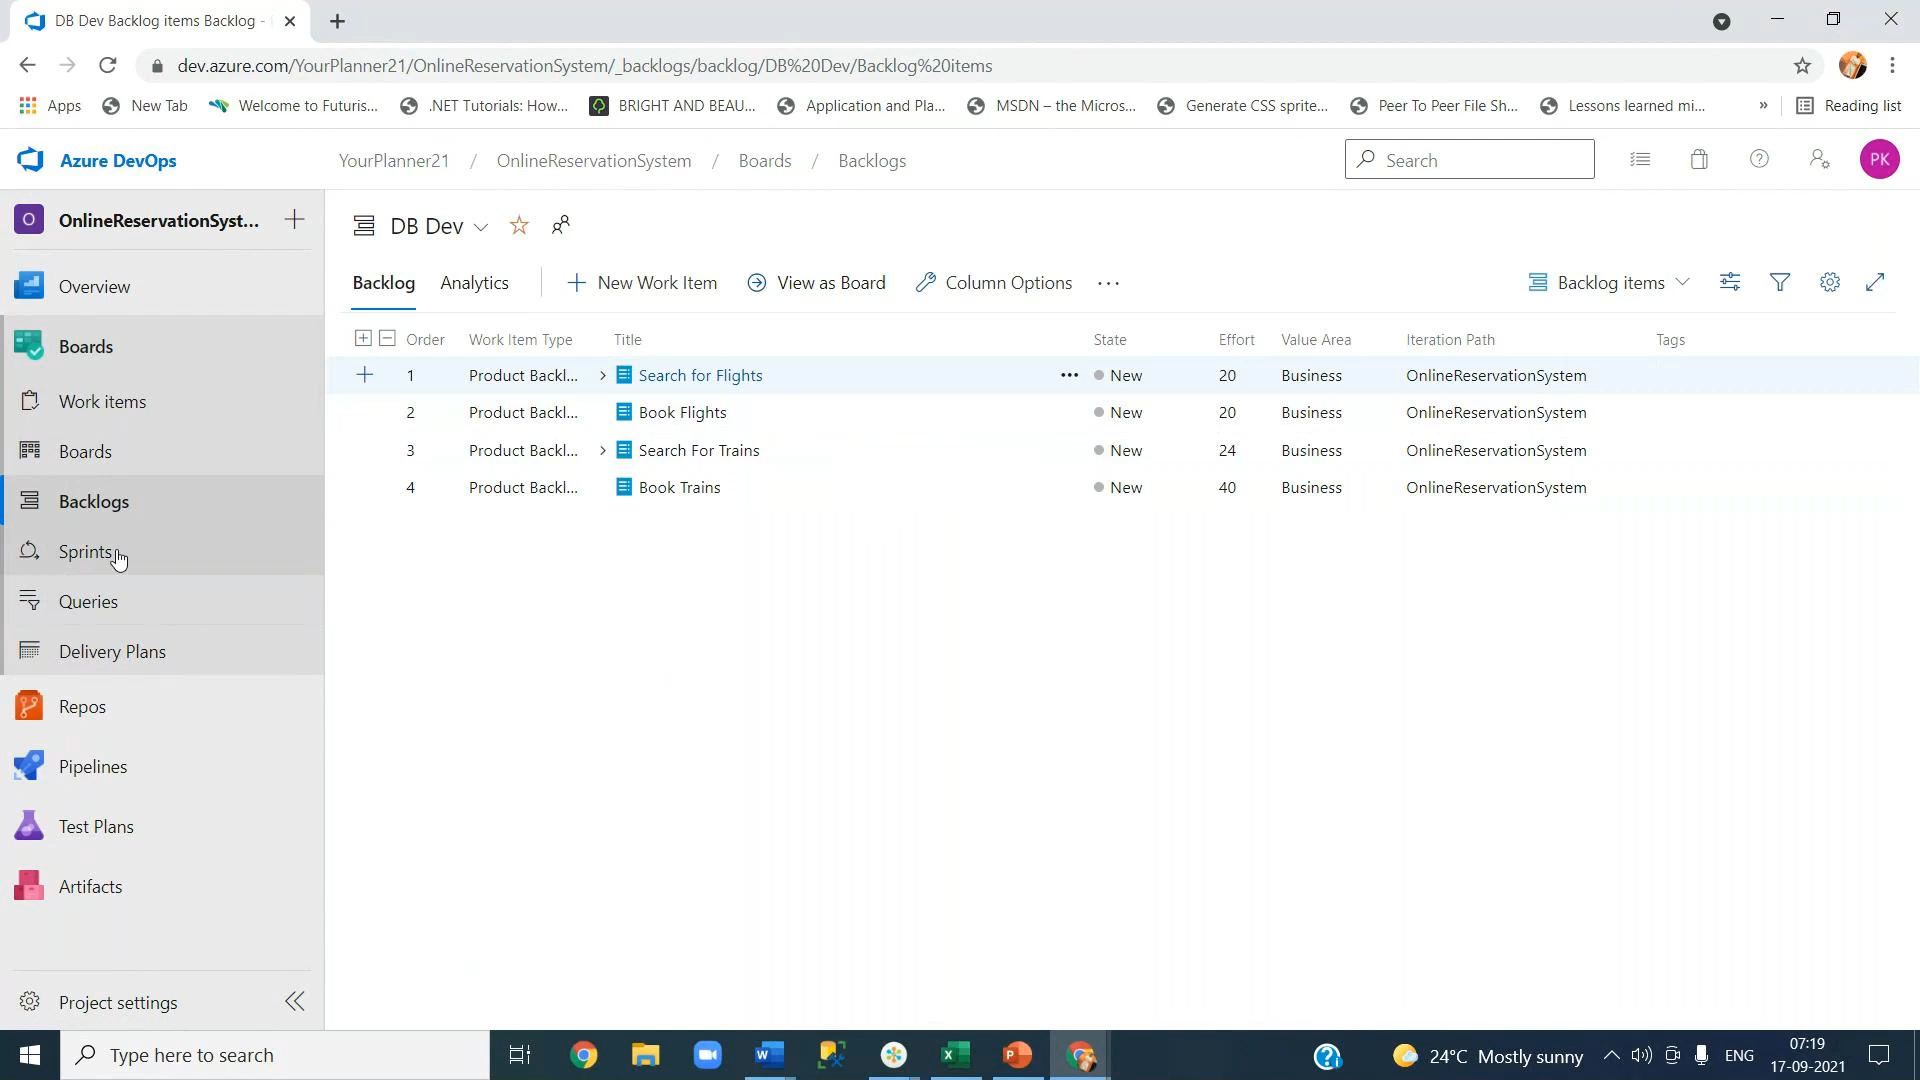 DB Dev Backlog items Backlog -
dev.azure.com/YourPlanner21/OnlineReservationSystem/_backlogs/backlog/DB%20Dev/Backlog%20items
Apps New Tab Welcome to Futuris... .NET Tutorials: How... BRIGHT AND BEAU... Application and Pla... MSDN – the Micros... Generate CSS sprite... Peer To Peer File Sh... Lessons learned mi... » Reading list
Azure DevOps YourPlanner21 / OnlineReservationSystem / Boards / Backlogs Search PK
O OnlineReservationSyst...
Overview
Boards
Work items
Boards
Backlogs
Sprints
Queries
Delivery Plans
Repos
Pipelines
Test Plans
Artifacts
Project settings
DB Dev
Backlog Analytics New Work Item View as Board Column Options ... Backlog items
Order Work Item Type Title State Effort Value Area Iteration Path Tags
1 Product Backl... Search for Flights ... New 20 Business OnlineReservationSystem
2 Product Backl... Book Flights New 20 Business OnlineReservationSystem
3 Product Backl... Search For Trains New 24 Business OnlineReservationSystem
4 Product Backl... Book Trains New 40 Business OnlineReservationSystem
Type here to search 24°C Mostly sunny ENG 07:19
17-09-2021